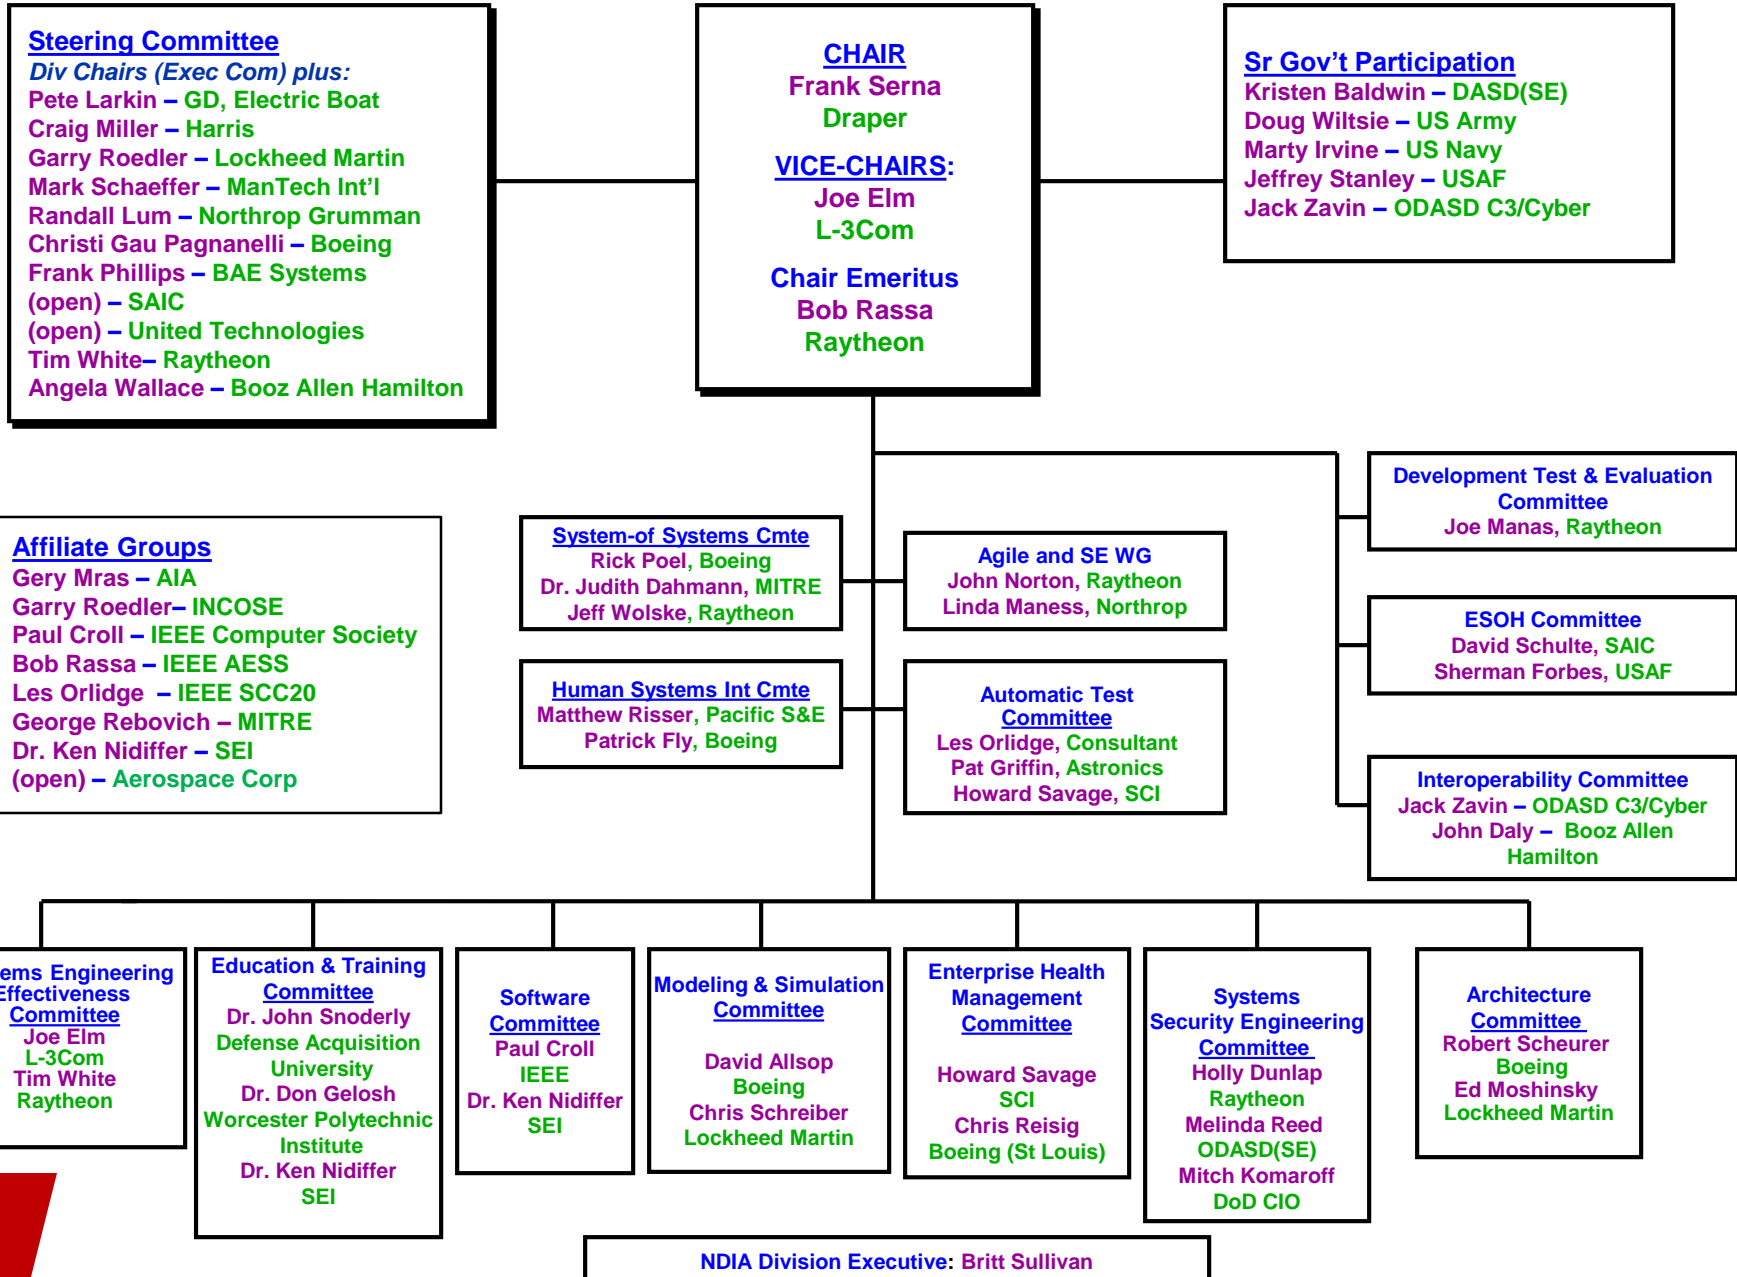 Steering Committee
Div Chairs (Exec Com) plus:
Pete Larkin – GD, Electric Boat
Craig Miller – Harris
Garry Roedler – Lockheed Martin
Mark Schaeffer – ManTech Int'l
Randall Lum – Northrop Grumman
Christi Gau Pagnanelli – Boeing
Frank Phillips – BAE Systems
(open) – SAIC
(open) – United Technologies
Tim White– Raytheon
Angela Wallace – Booz Allen Hamilton
CHAIR
Frank Serna
Draper
VICE-CHAIRS:
Joe Elm
L-3Com
Chair Emeritus
Bob Rassa
Raytheon
Sr Gov't Participation
Kristen Baldwin – DASD(SE)
Doug Wiltsie – US Army
Marty Irvine – US Navy
Jeffrey Stanley – USAF
Jack Zavin – ODASD C3/Cyber
Affiliate Groups
Gery Mras – AIA
Garry Roedler– INCOSE
Paul Croll – IEEE Computer Society
Bob Rassa – IEEE AESS
Les Orlidge – IEEE SCC20
George Rebovich – MITRE
Dr. Ken Nidiffer – SEI
(open) – Aerospace Corp
System-of Systems Cmte
Rick Poel, Boeing
Dr. Judith Dahmann, MITRE
Jeff Wolske, Raytheon
Agile and SE WG
John Norton, Raytheon
Linda Maness, Northrop
Human Systems Int Cmte
Matthew Risser, Pacific S&E
Patrick Fly, Boeing
Automatic Test
Committee
Les Orlidge, Consultant
Pat Griffin, Astronics
Howard Savage, SCI
Development Test & Evaluation
Committee
Joe Manas, Raytheon
ESOH Committee
David Schulte, SAIC
Sherman Forbes, USAF
Interoperability Committee
Jack Zavin – ODASD C3/Cyber
John Daly – Booz Allen
Hamilton
ems Engineering
Effectiveness
Committee
Joe Elm
L-3Com
Tim White
Raytheon
Education & Training
Committee
Dr. John Snoderly
Defense Acquisition
University
Dr. Don Gelosh
Worcester Polytechnic
Institute
Dr. Ken Nidiffer
SEI
Software
Committee
Paul Croll
IEEE
Dr. Ken Nidiffer
SEI
Modeling & Simulation
Committee
David Allsop
Boeing
Chris Schreiber
Lockheed Martin
Enterprise Health
Management
Committee
Howard Savage
SCI
Chris Reisig
Boeing (St Louis)
Systems
Security Engineering
Committee
Holly Dunlap
Raytheon
Melinda Reed
ODASD(SE)
Mitch Komaroff
DoD CIO
Architecture
Committee
Robert Scheurer
Boeing
Ed Moshinsky
Lockheed Martin
NDIA Division Executive: Britt Sullivan